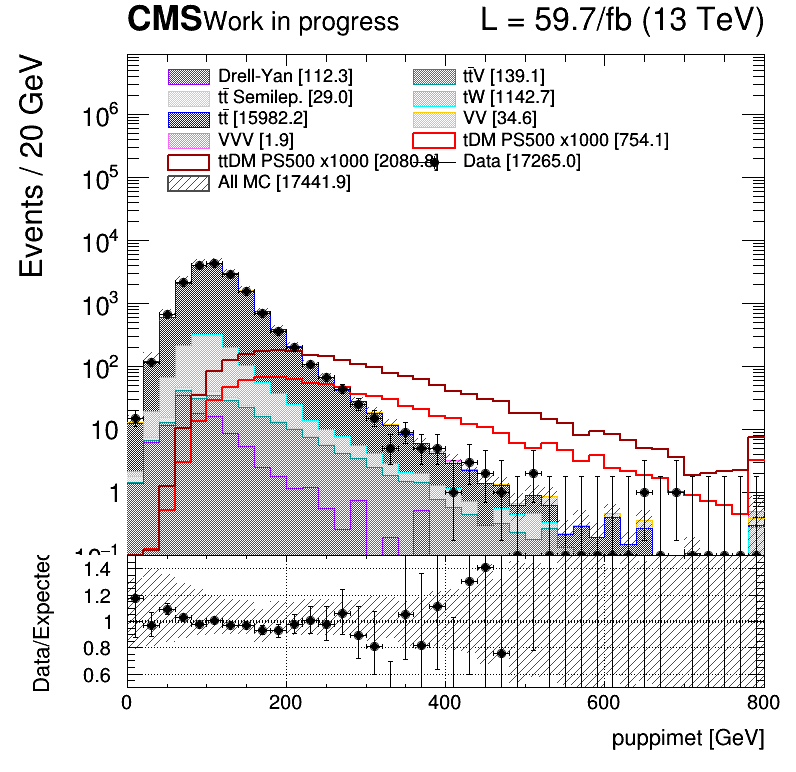 CMS Work in progress L = 59.7/fb (13 TeV)
Events / 20 GeV
Drell-Yan [112.3] tt̄V [139.1]
tt̄ Semilep. [29.0] tW [1142.7]
tt̄ [15982.2] VV [34.6]
VVV [1.9] tDM PS500 x1000 [754.1]
ttDM PS500 x1000 [2080.8] Data [17265.0]
All MC [17441.9]
10⁶
10⁵
10⁴
10³
10²
10
1
10⁻¹
Data/Expected
1.4
1.2
1
0.8
0.6
0 200 400 600 800
puppimet [GeV]